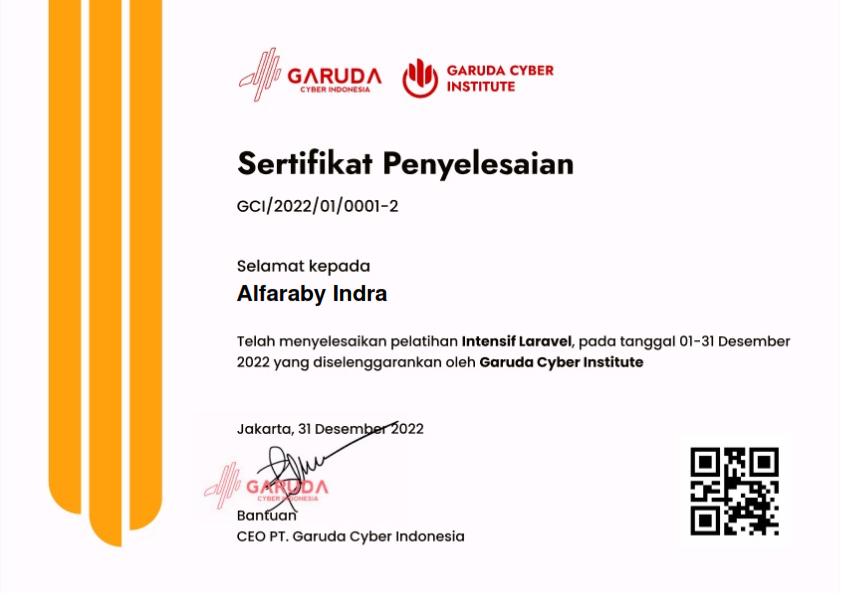 GARUDA
CYBER INDONESIA
GARUDA CYBER
INSTITUTE
Sertifikat Penyelesaian
GCI/2022/01/0001-2
Selamat kepada
Alfaraby Indra
Telah menyelesaikan pelatihan Intensif Laravel, pada tanggal 01-31 Desember
2022 yang diselenggarankan oleh Garuda Cyber Institute
Jakarta, 31 Desember 2022
GARUDA
CYBER INDONESIA
Bantuan
CEO PT. Garuda Cyber Indonesia